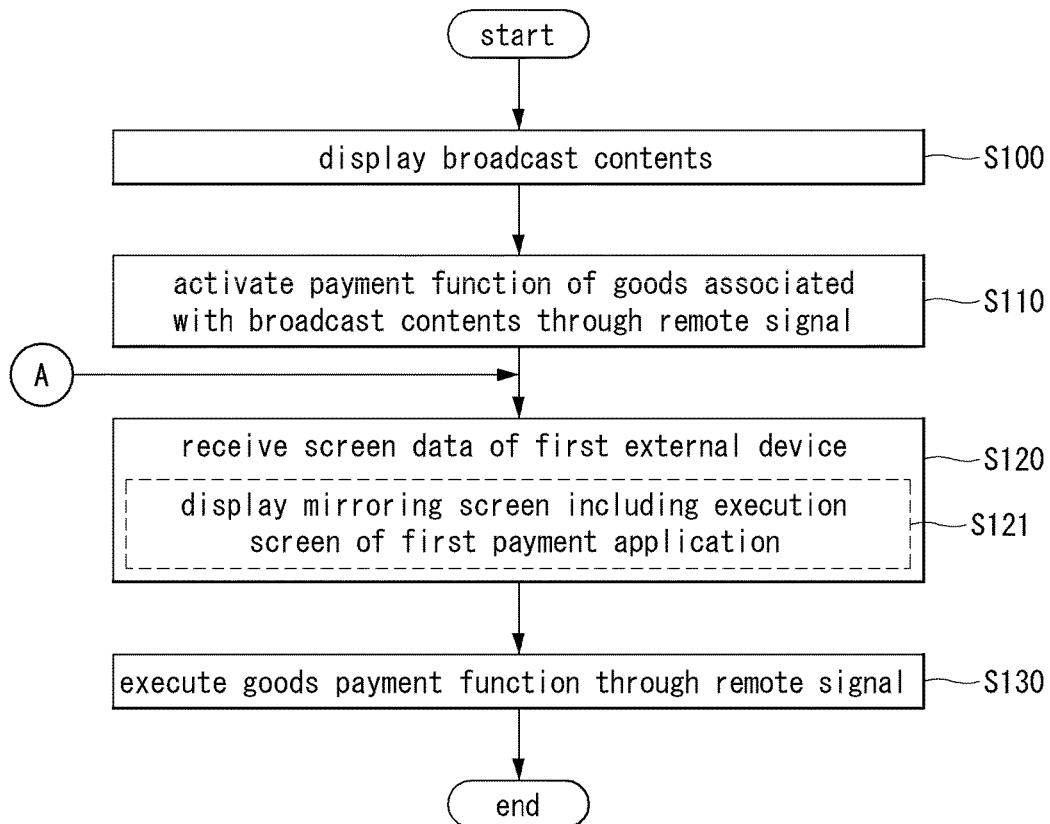 start
display broadcast contents
S100
activate payment function of goods associated
with broadcast contents through remote signal
S110
A
receive screen data of first external device
S120
display mirroring screen including execution
screen of first payment application
S121
execute goods payment function through remote signal
S130
end